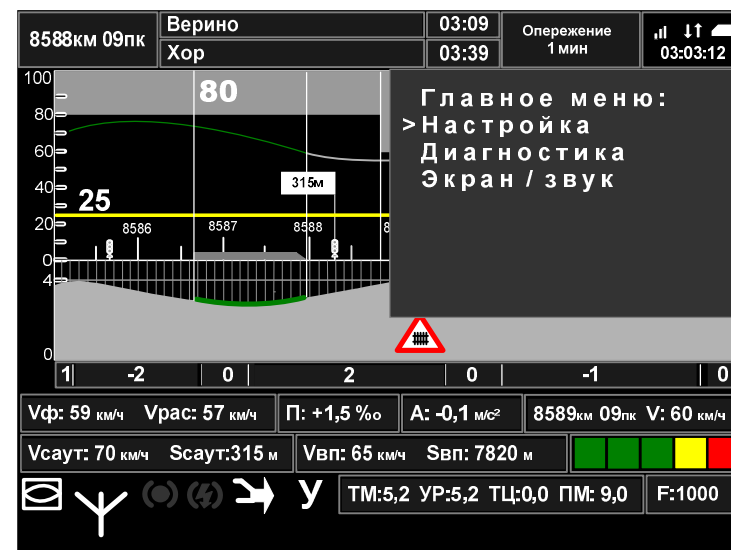 8588км 09пк
Верино 03:09
Хор 03:39
Опережение
1 мин
03:03:12
100
80
60
40
20
0
4
0
80
25
315м
8586 8587 8588 8
Главное меню:
>Настройка
Диагностика
Экран / звук
1 -2 0 2 0 -1 0
Vф: 59 км/ч Vрас: 57 км/ч П: +1,5 ‰ А: -0,1 м/с² 8589км 09пк V: 60 км/ч
Vсаут: 70 км/ч Sсаут:315 м Vвп: 65 км/ч Sвп: 7820 м
У ТМ:5,2 УР:5,2 ТЦ:0,0 ПМ: 9,0 F:1000